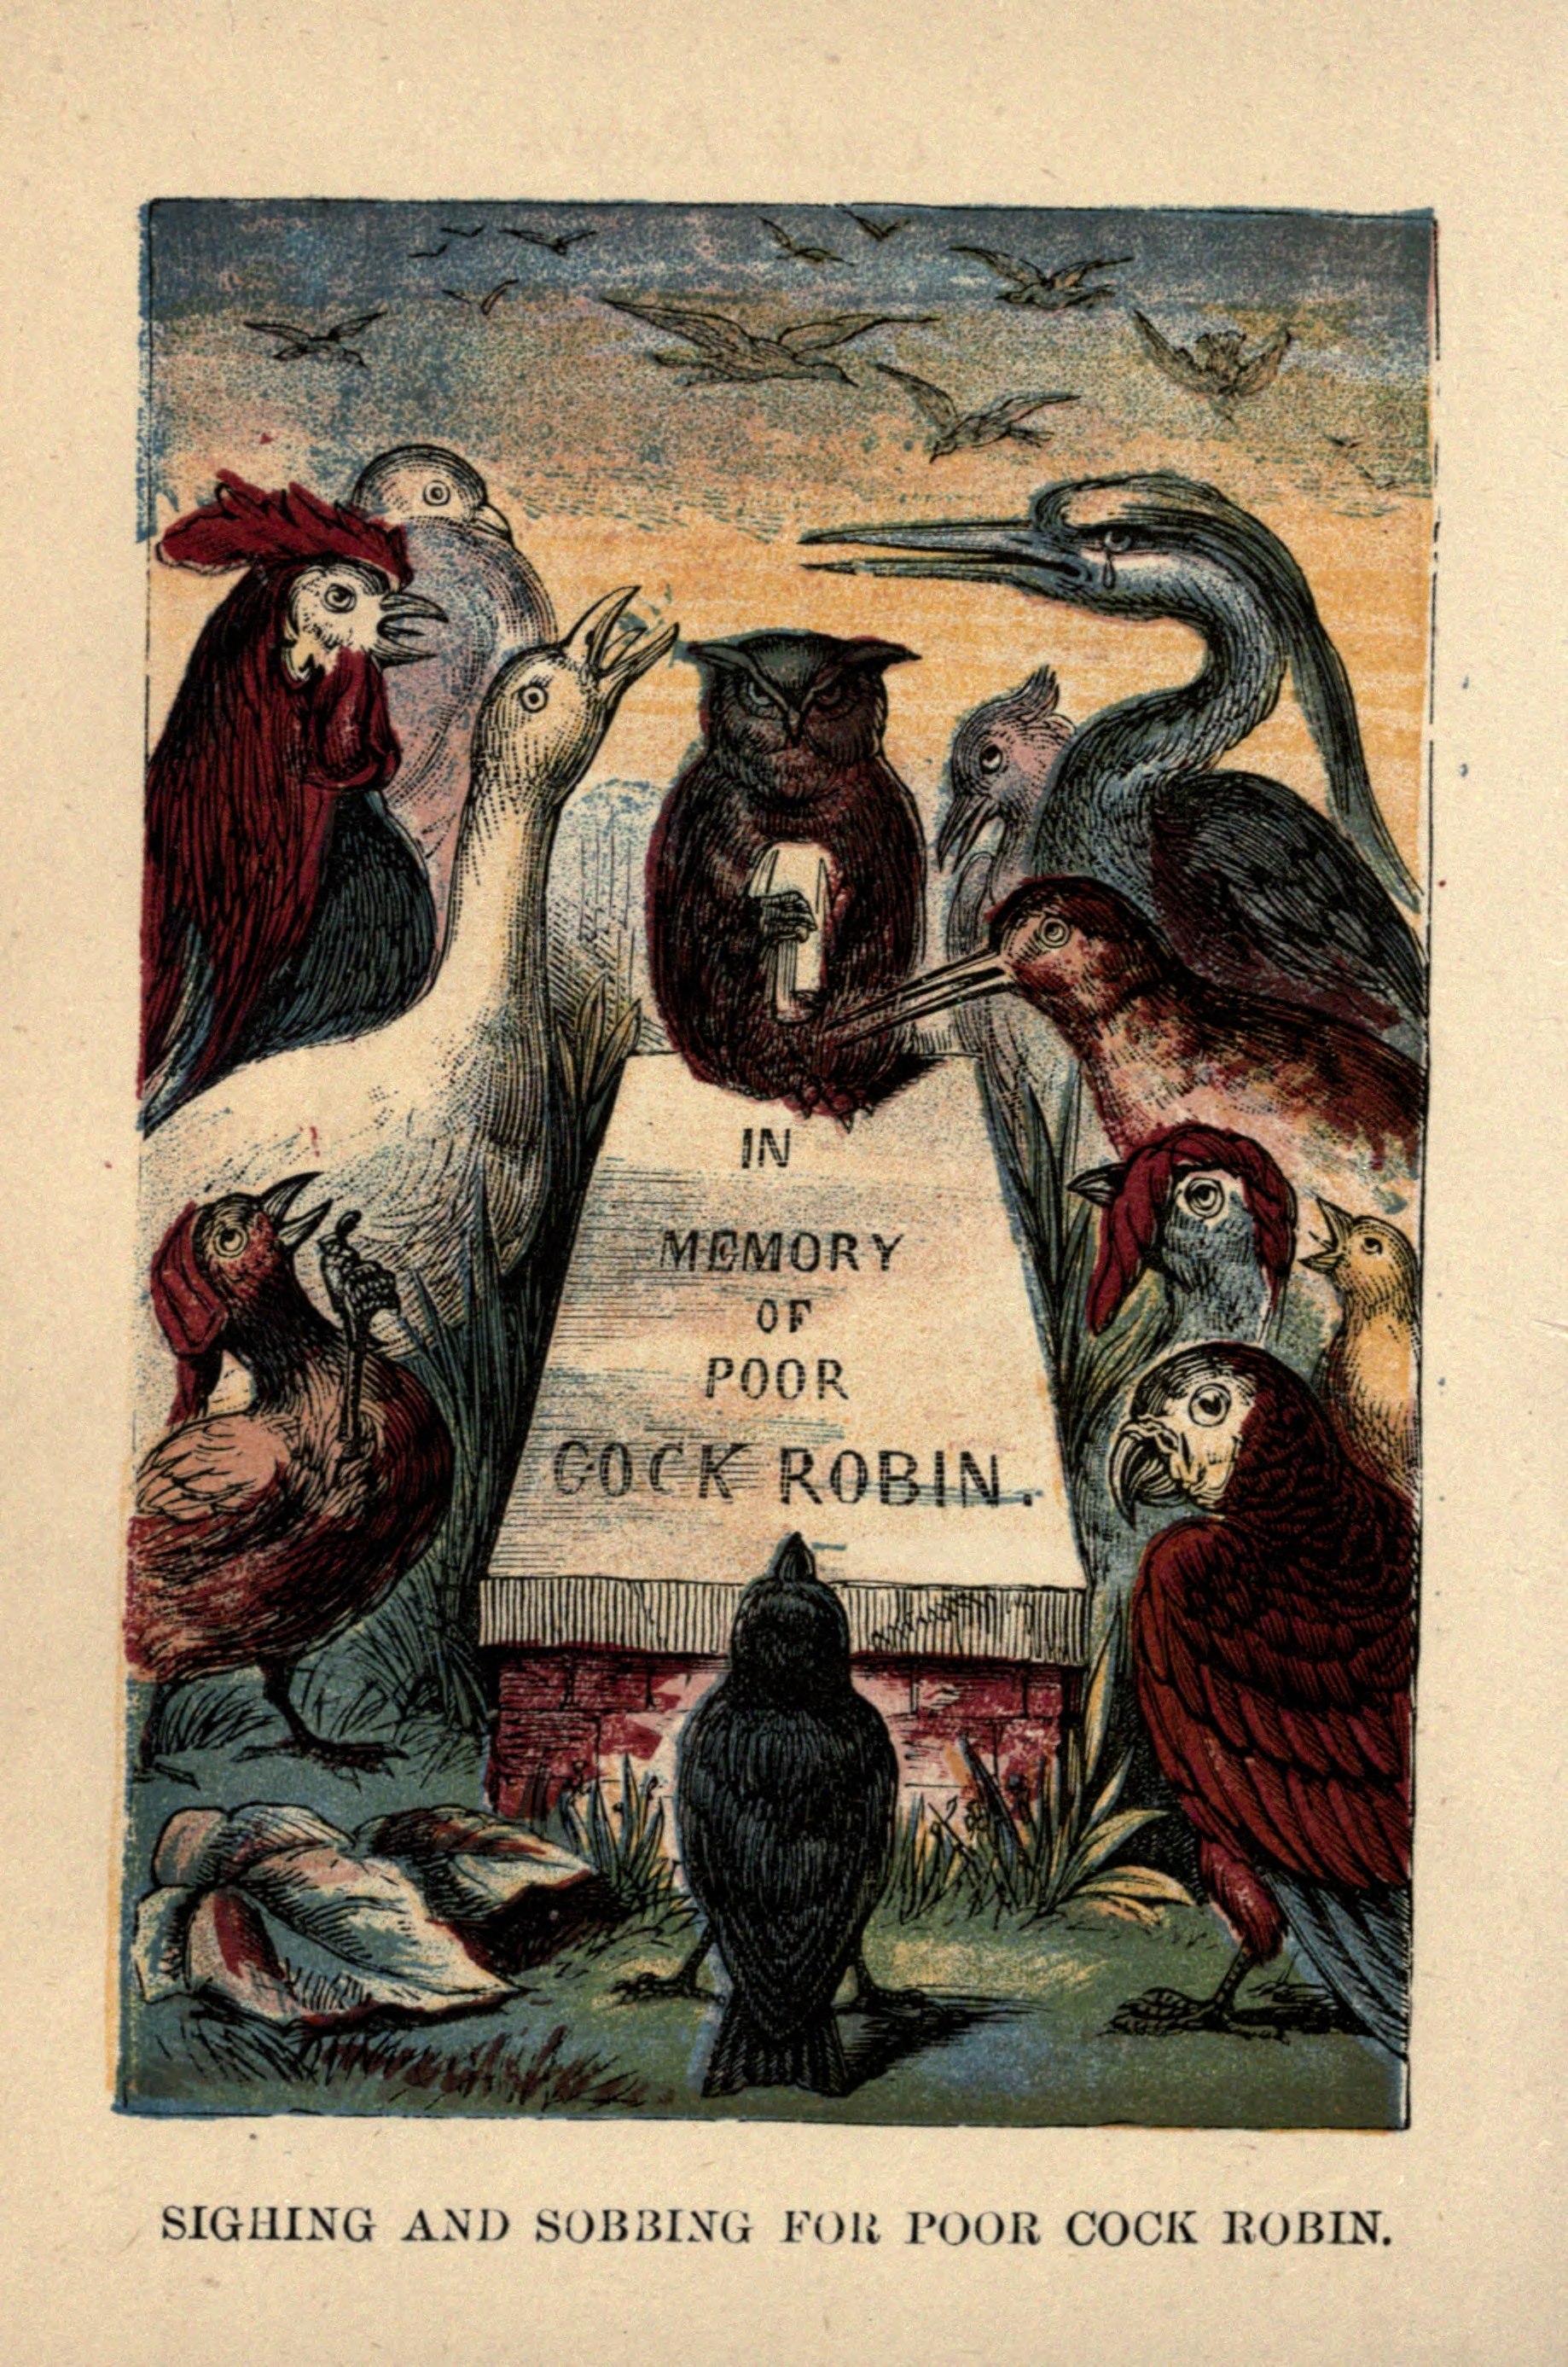 IN
MEMORY
OF
POOR
COCK ROBIN.
SIGHING AND SOBBING FOR POOR COCK ROBIN.